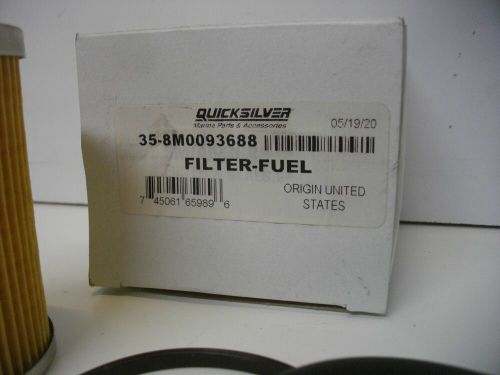 QUICKSILVER
Marine Parts & Accessories
05/19/20
35-8M0093688
FILTER-FUEL
7 45061 65989 6
ORIGIN UNITED
STATES